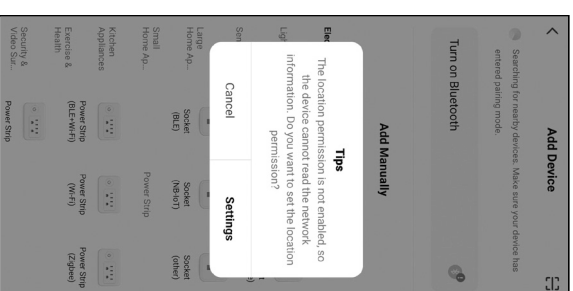 Add Device
Searching for nearby devices. Make sure your device has
entered pairing mode.
Turn on Bluetooth
Add Manually
Tips
The location permission is not enabled, so
the device cannot read the network
information. Do you want to set the location
permission?
Cancel
Settings
Large
Home Ap...
Small
Home Ap...
Kitchen
Appliances
Exercise &
Health
Security &
Video Sur...
Socket
(BLE)
Socket
(NB-IoT)
Socket
(other)
Power Strip
Power Strip
(BLE+Wi-Fi)
Power Strip
(Wi-Fi)
Power Strip
(Zigbee)
Power Strip